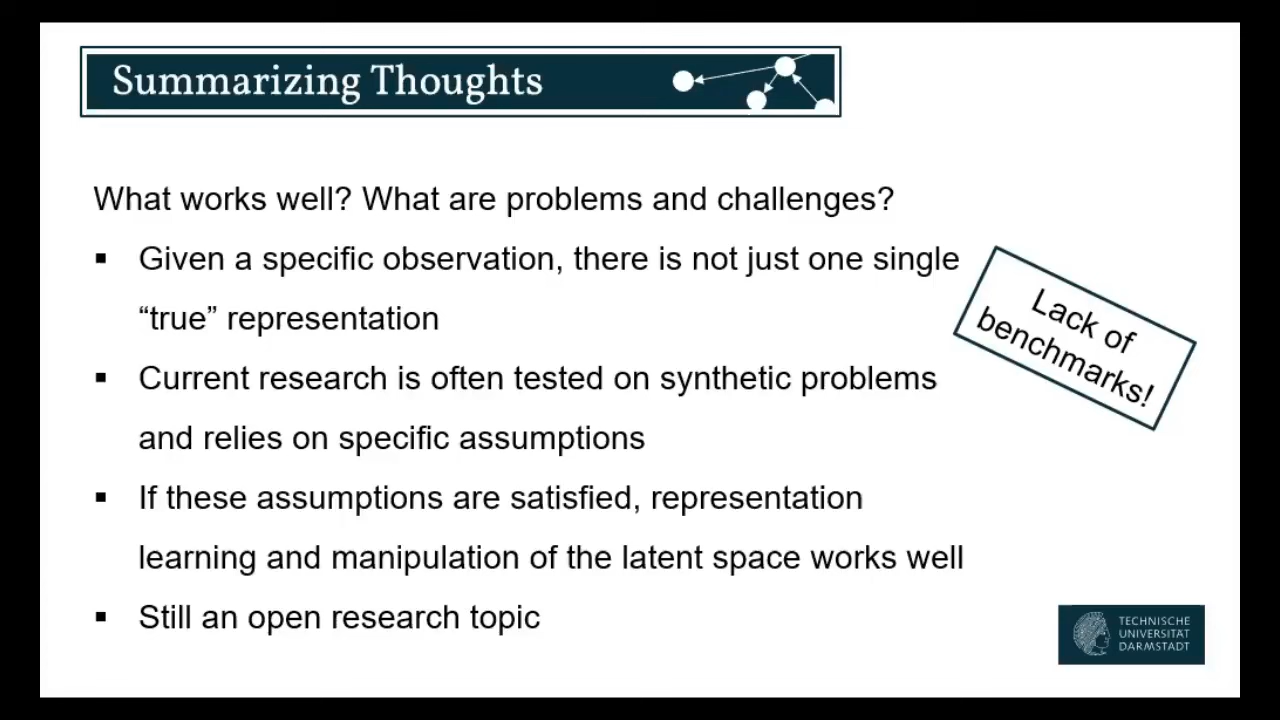 Summarizing Thoughts
What works well? What are problems and challenges?
▪ Given a specific observation, there is not just one single
“true” representation
▪ Current research is often tested on synthetic problems
and relies on specific assumptions
▪ If these assumptions are satisfied, representation
learning and manipulation of the latent space works well
▪ Still an open research topic
Lack of
benchmarks!
TECHNISCHE
UNIVERSITÄT
DARMSTADT